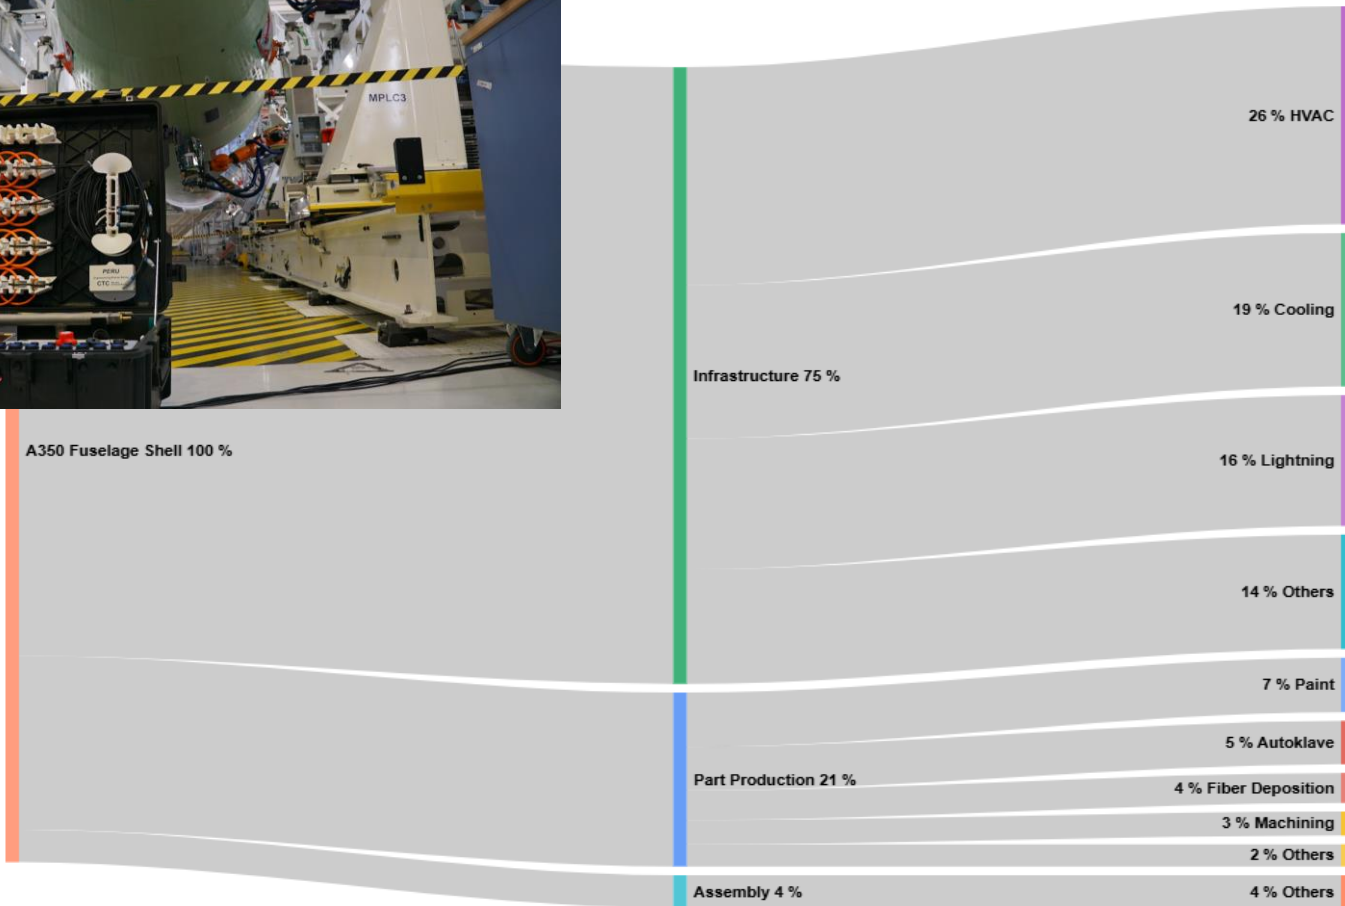 MPLC3
PERU
CTC
26 % HVAC
19 % Cooling
Infrastructure 75 %
A350 Fuselage Shell 100 %
16 % Lightning
14 % Others
7 % Paint
5 % Autoklave
Part Production 21 %
4 % Fiber Deposition
3 % Machining
2 % Others
Assembly 4 %
4 % Others